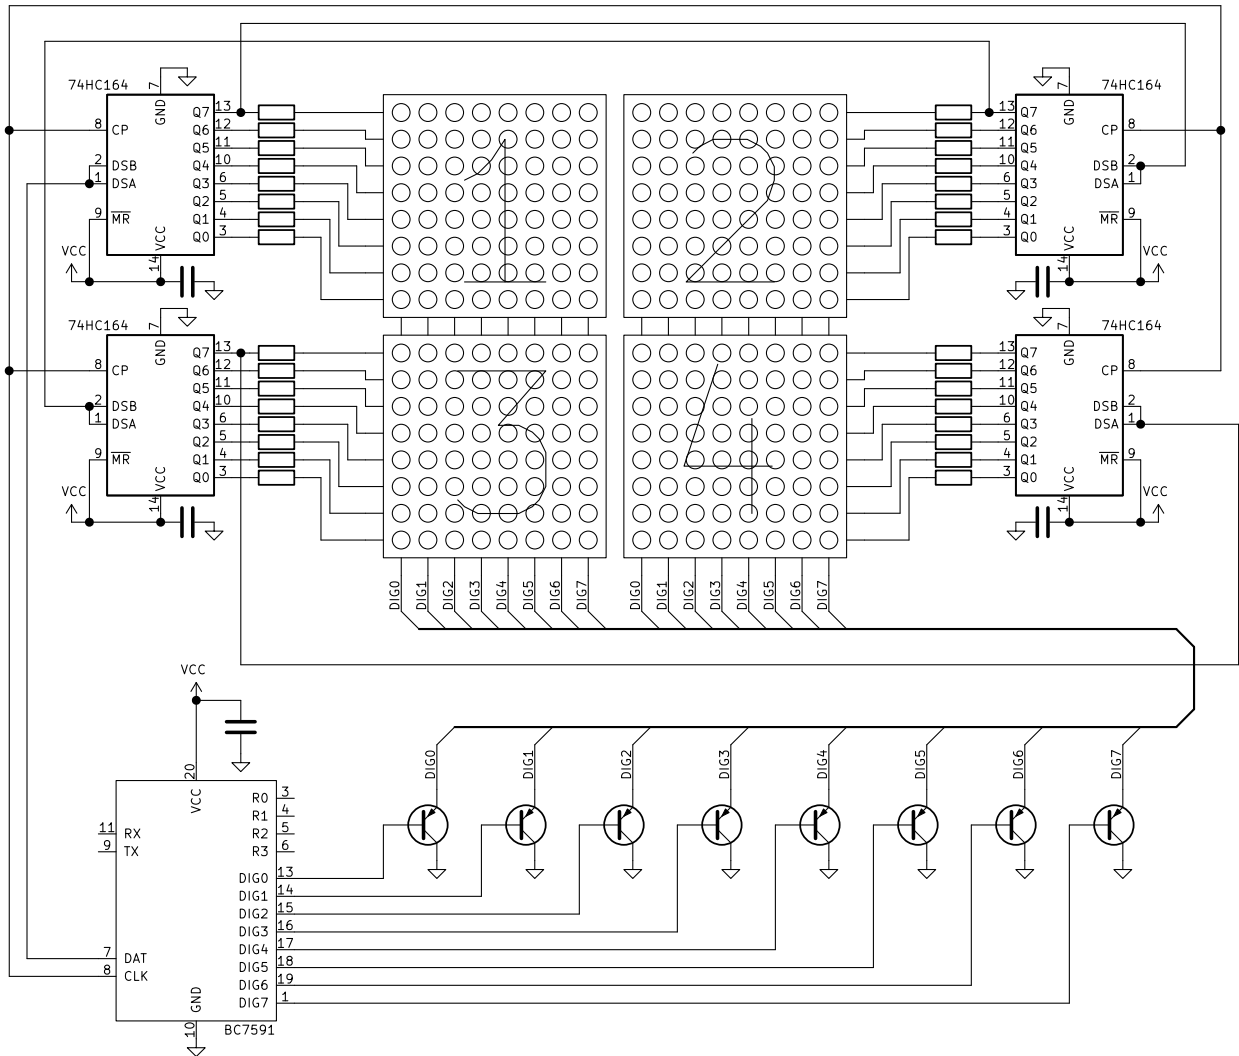 74HC164
7
GND
Q7 13
8 CP
Q6 12
Q5 11
2 DSB
Q4 10
1 DSA
Q3 6
Q2 5
9 MR
Q1 4
Q0 3
VCC
VCC
14
1
2
74HC164
7
GND
13 Q7
12 Q6
CP 8
11 Q5
10 Q4
DSB 2
6 Q3
DSA 1
5 Q2
4 Q1
MR 9
3 Q0
VCC
VCC
14
74HC164
7
GND
Q7 13
8 CP
Q6 12
Q5 11
2 DSB
Q4 10
1 DSA
Q3 6
Q2 5
9 MR
Q1 4
Q0 3
VCC
VCC
14
3
4
74HC164
7
GND
13 Q7
12 Q6
CP 8
11 Q5
10 Q4
DSB 2
6 Q3
DSA 1
5 Q2
4 Q1
MR 9
3 Q0
VCC
VCC
14
DIG0 DIG1 DIG2 DIG3 DIG4 DIG5 DIG6 DIG7
DIG0 DIG1 DIG2 DIG3 DIG4 DIG5 DIG6 DIG7
VCC
DIG0 DIG1 DIG2 DIG3 DIG4 DIG5 DIG6 DIG7
20
VCC
R0 3
R1 4
11 RX
R2 5
9 TX
R3 6
DIG0 13
DIG1 14
DIG2 15
DIG3 16
DIG4 17
7 DAT
DIG5 18
8 CLK
DIG6 19
DIG7 1
GND
10
BC7591